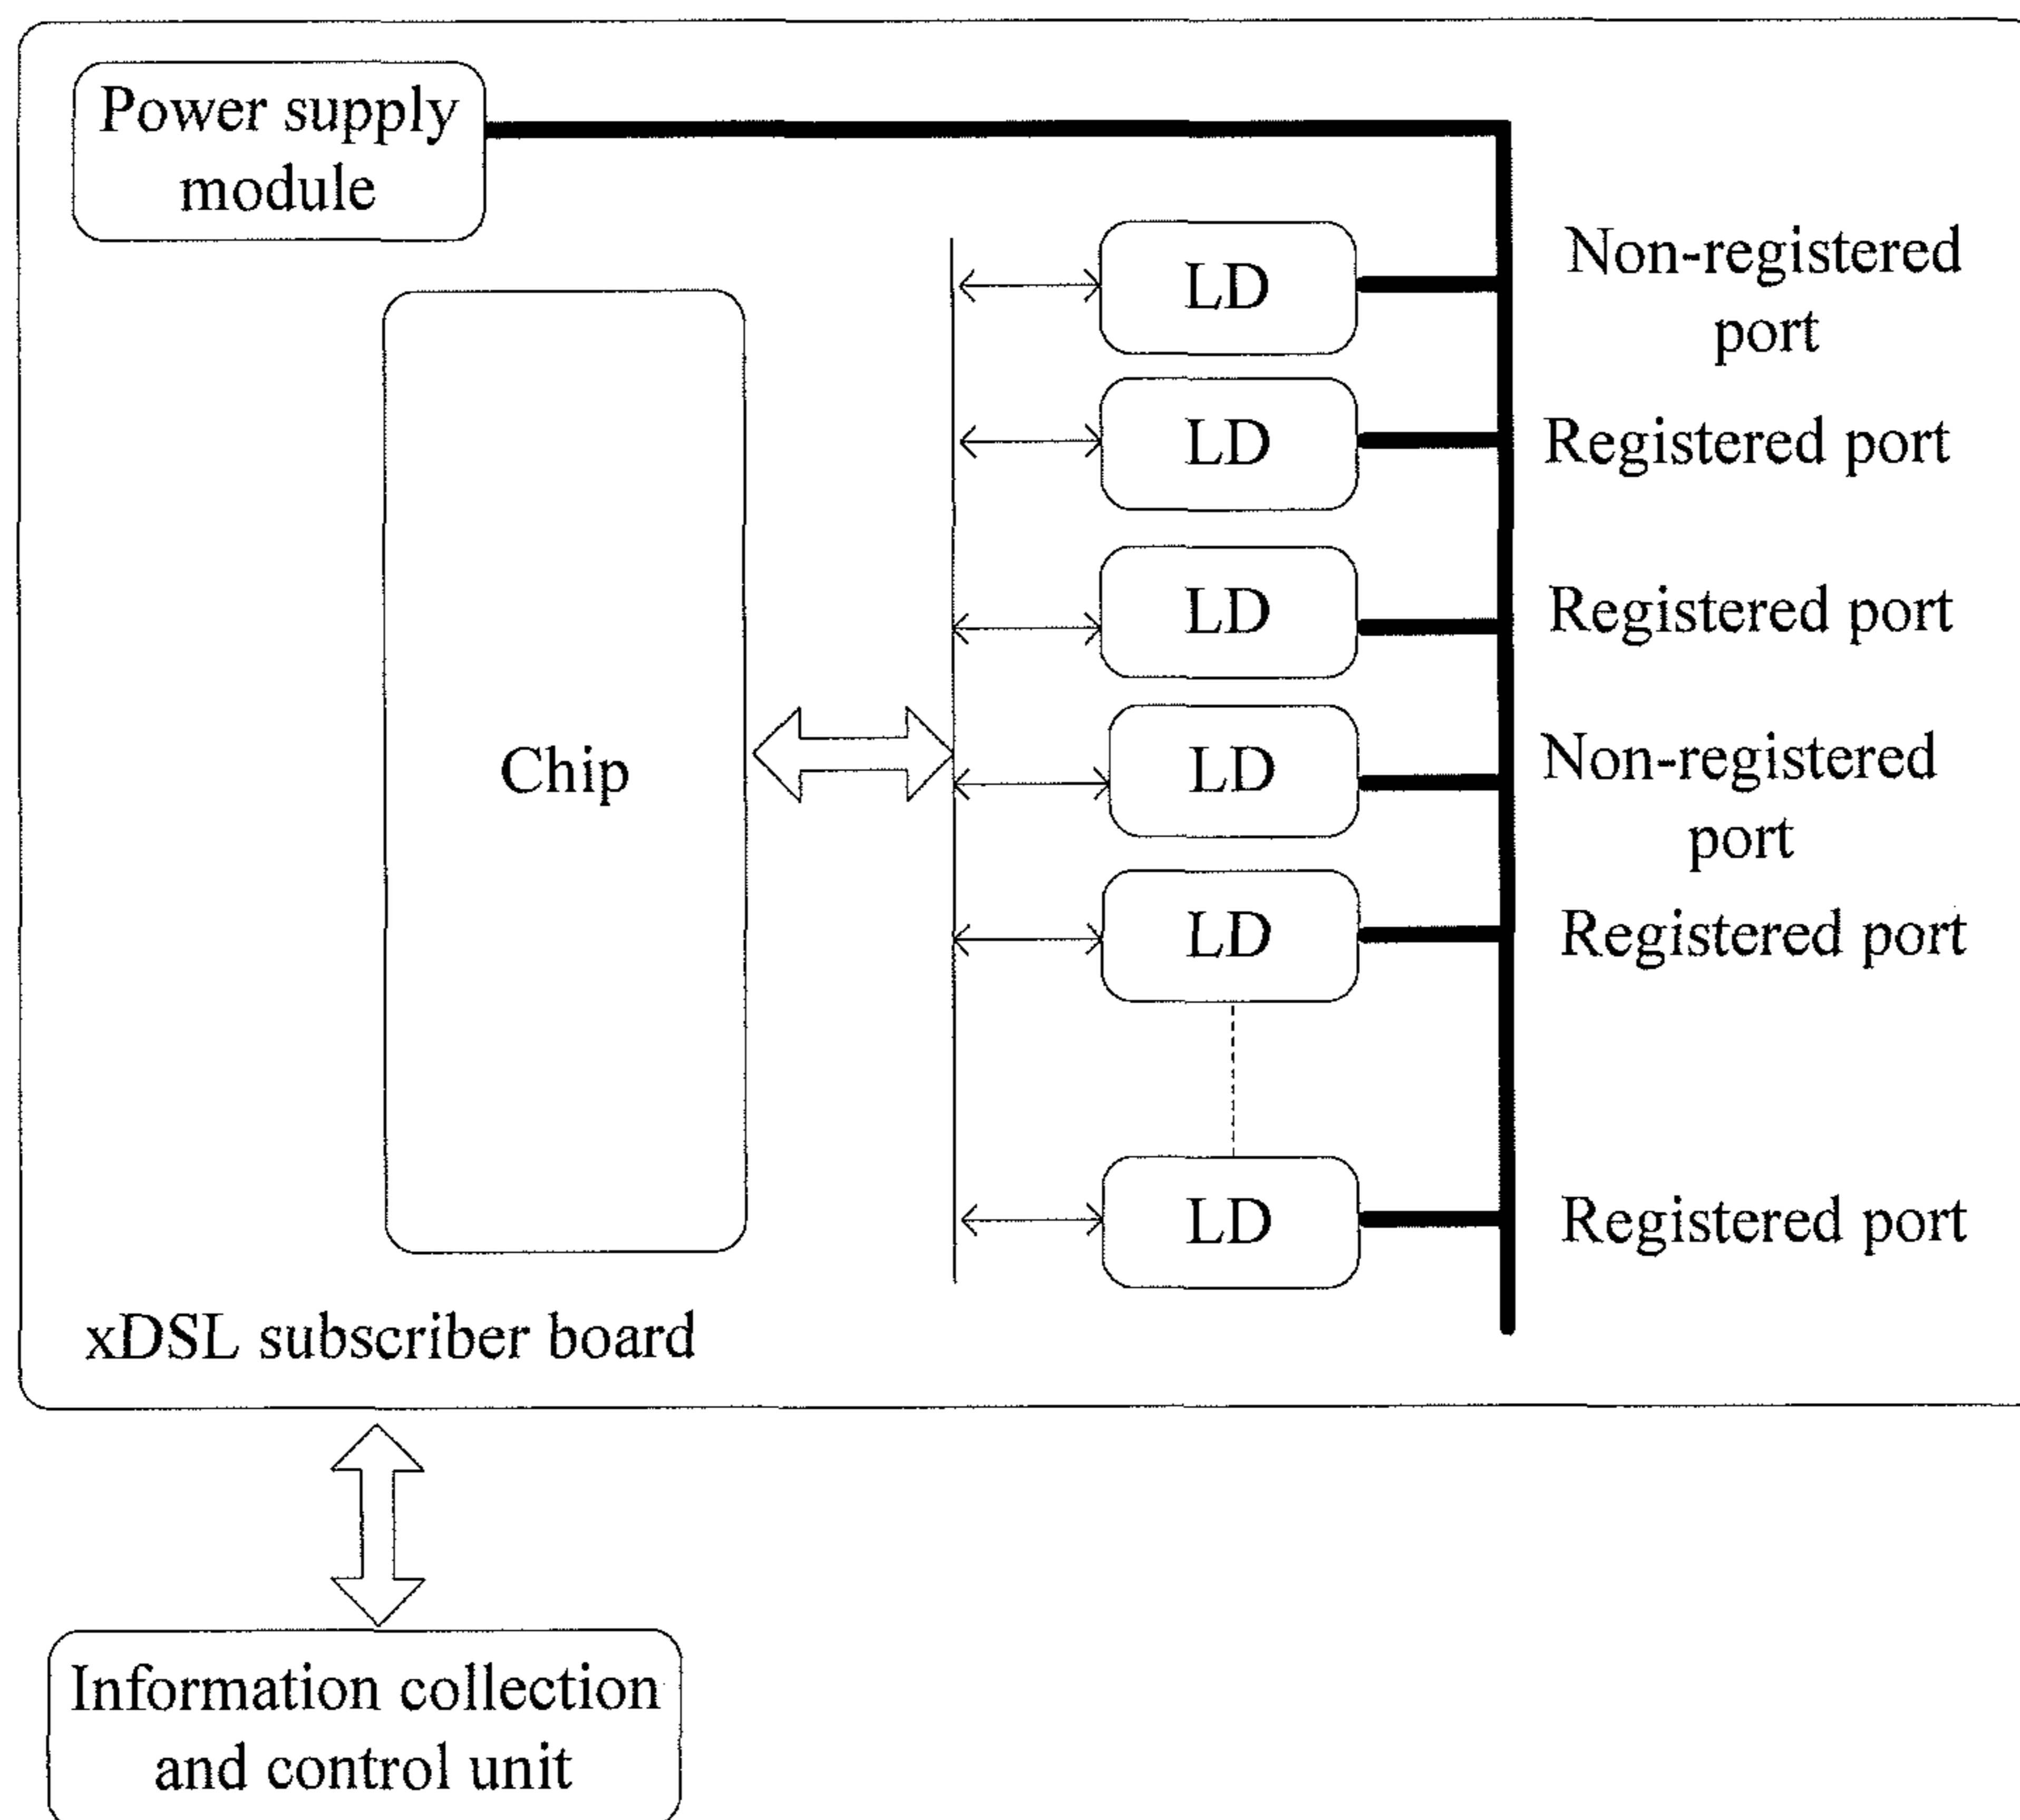 Power supply
module
LD
Non-registered
port
LD
Registered port
LD
Registered port
Chip
LD
Non-registered
port
LD
Registered port
LD
Registered port
xDSL subscriber board
Information collection
and control unit